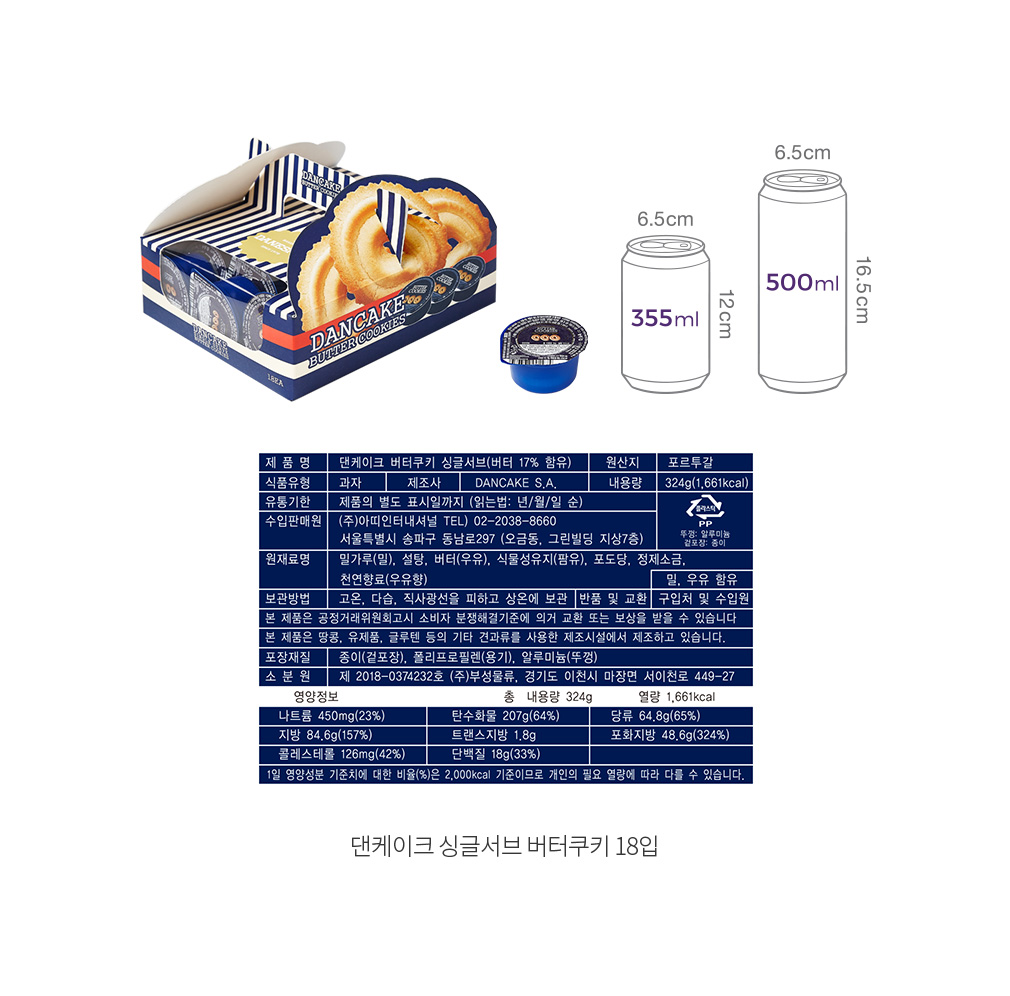 6.5cm
6.5cm
500ml
16.5cm
355ml
12cm
DANCAKE
BUTTER COOKIES
DANCAKE
BUTTER COOKIES
DANCAKE
BUTTER COOKIES
18EA
제 품 명 댄케이크 버터쿠키 싱글서브(버터 17% 함유) 원산지 포르투갈
식품유형 과자 제조사 DANCAKE S.A. 내용량 324g(1,661kcal)
유통기한 제품의 별도 표시일까지 (읽는법: 년/월/일 순)
플라스틱
PP
뚜껑: 알루미늄
겉포장: 종이
수입판매원 (주)아띠인터내셔널 TEL) 02-2038-8660
서울특별시 송파구 동남로297 (오금동, 그린빌딩 지상7층)
원재료명 밀가루(밀), 설탕, 버터(우유), 식물성유지(팜유), 포도당, 정제소금,
천연향료(우유향) 밀, 우유 함유
보관방법 고온, 다습, 직사광선을 피하고 상온에 보관 반품 및 교환 구입처 및 수입원
본 제품은 공정거래위원회고시 소비자 분쟁해결기준에 의거 교환 또는 보상을 받을 수 있습니다
본 제품은 땅콩, 유제품, 글루텐 등의 기타 견과류를 사용한 제조시설에서 제조하고 있습니다.
포장재질 종이(겉포장), 폴리프로필렌(용기), 알루미늄(뚜껑)
소 분 원 제 2018-0374232호 (주)부성물류, 경기도 이천시 마장면 서이천로 449-27
영양정보 총 내용량 324g 열량 1,661kcal
나트륨 450mg(23%) 탄수화물 207g(64%) 당류 64.8g(65%)
지방 84.6g(157%) 트랜스지방 1.8g 포화지방 48.6g(324%)
콜레스테롤 126mg(42%) 단백질 18g(33%)
1일 영양성분 기준치에 대한 비율(%)은 2,000kcal 기준이므로 개인의 필요 열량에 따라 다를 수 있습니다.
댄케이크 싱글서브 버터쿠키 18입